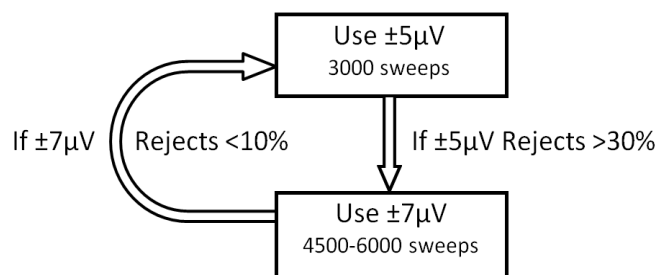 Use ±5µV
3000 sweeps
If ±7µV Rejects <10%
If ±5µV Rejects >30%
Use ±7µV
4500-6000 sweeps